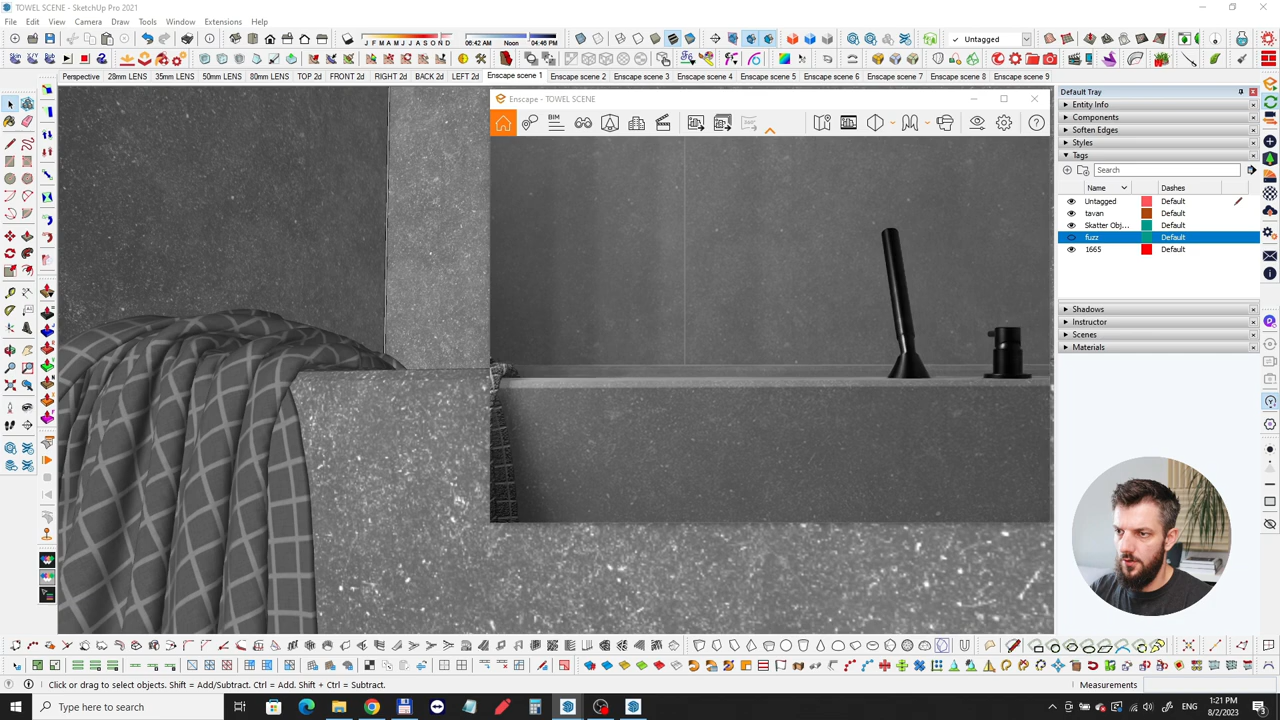 TOWEL SCENE - SketchUp Pro 2021
File Edit View Camera Draw Tools Window Extensions Help
J F M A M J J A S O N D 06:42 AM Noon 04:46 PM Untagged
Perspective 28mm LENS 35mm LENS 50mm LENS 80mm LENS TOP 2d FRONT 2D RIGHT 2d BACK 2D LEFT 2D Enscape scene 1 Enscape scene 2 Enscape scene 3 Enscape scene 4 Enscape scene 5 Enscape scene 6 Enscape scene 7 Enscape scene 8 Enscape scene 9
Enscape - TOWEL SCENE
BIM
Default Tray
Entity Info
Components
Soften Edges
Styles
Tags
Search
Name Dashes
Untagged Default
tavan Default
Skatter Obj... Default
fuzz Default
1665 Default
Shadows
Instructor
Scenes
Materials
Click or drag to select objects. Shift = Add/Subtract. Ctrl = Add. Shift + Ctrl = Subtract.
Measurements
Type here to search
ENG
1:21 PM
8/2/2023